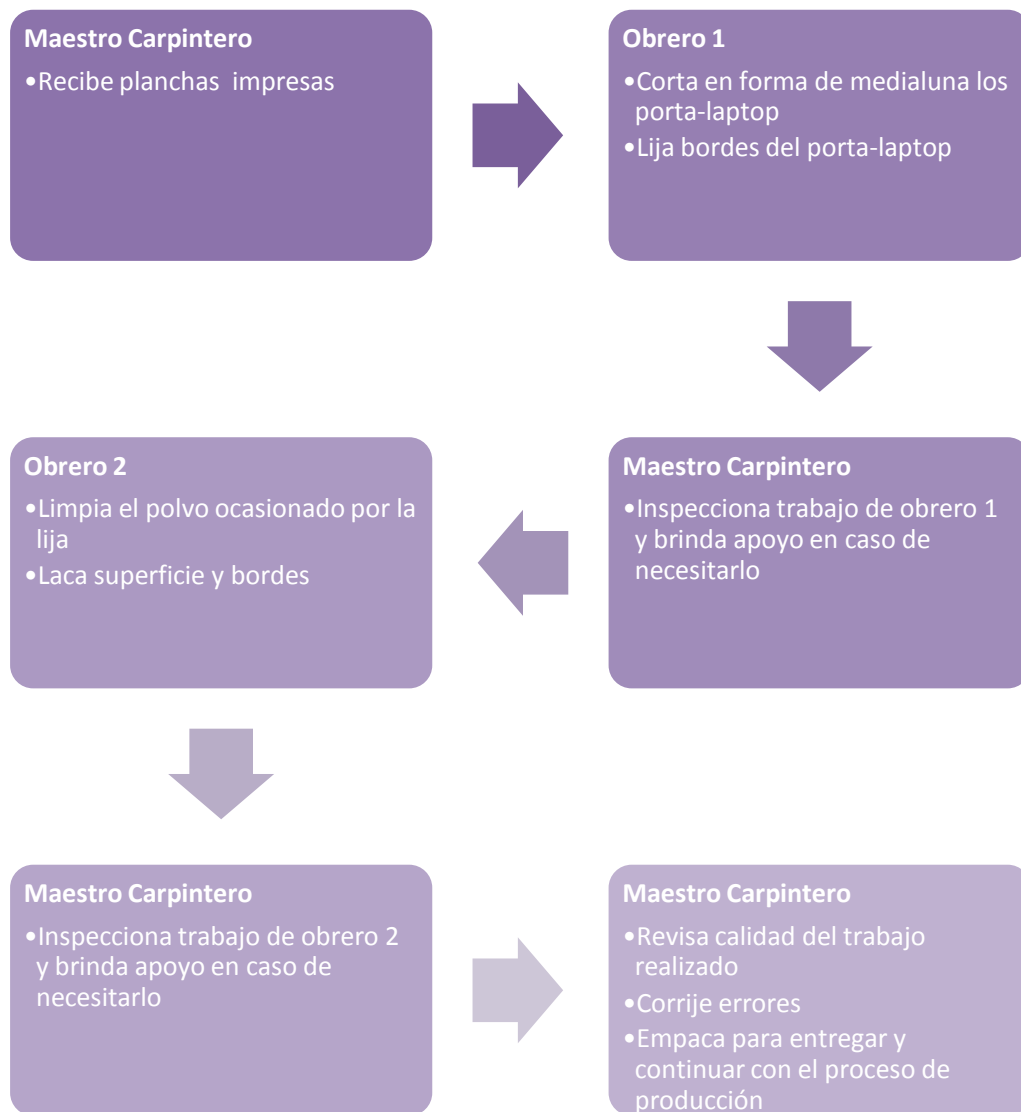 Maestro Carpintero
•Recibe planchas impresas
Obrero 1
•Corta en forma de medialuna los
porta-laptop
•Lija bordes del porta-laptop
Maestro Carpintero
•Inspecciona trabajo de obrero 1
y brinda apoyo en caso de
necesitarlo
Obrero 2
•Limpia el polvo ocasionado por la
lija
•Laca superficie y bordes
Maestro Carpintero
•Inspecciona trabajo de obrero 2
y brinda apoyo en caso de
necesitarlo
Maestro Carpintero
•Revisa calidad del trabajo
realizado
•Corrije errores
•Empaca para entregar y
continuar con el proceso de
producción